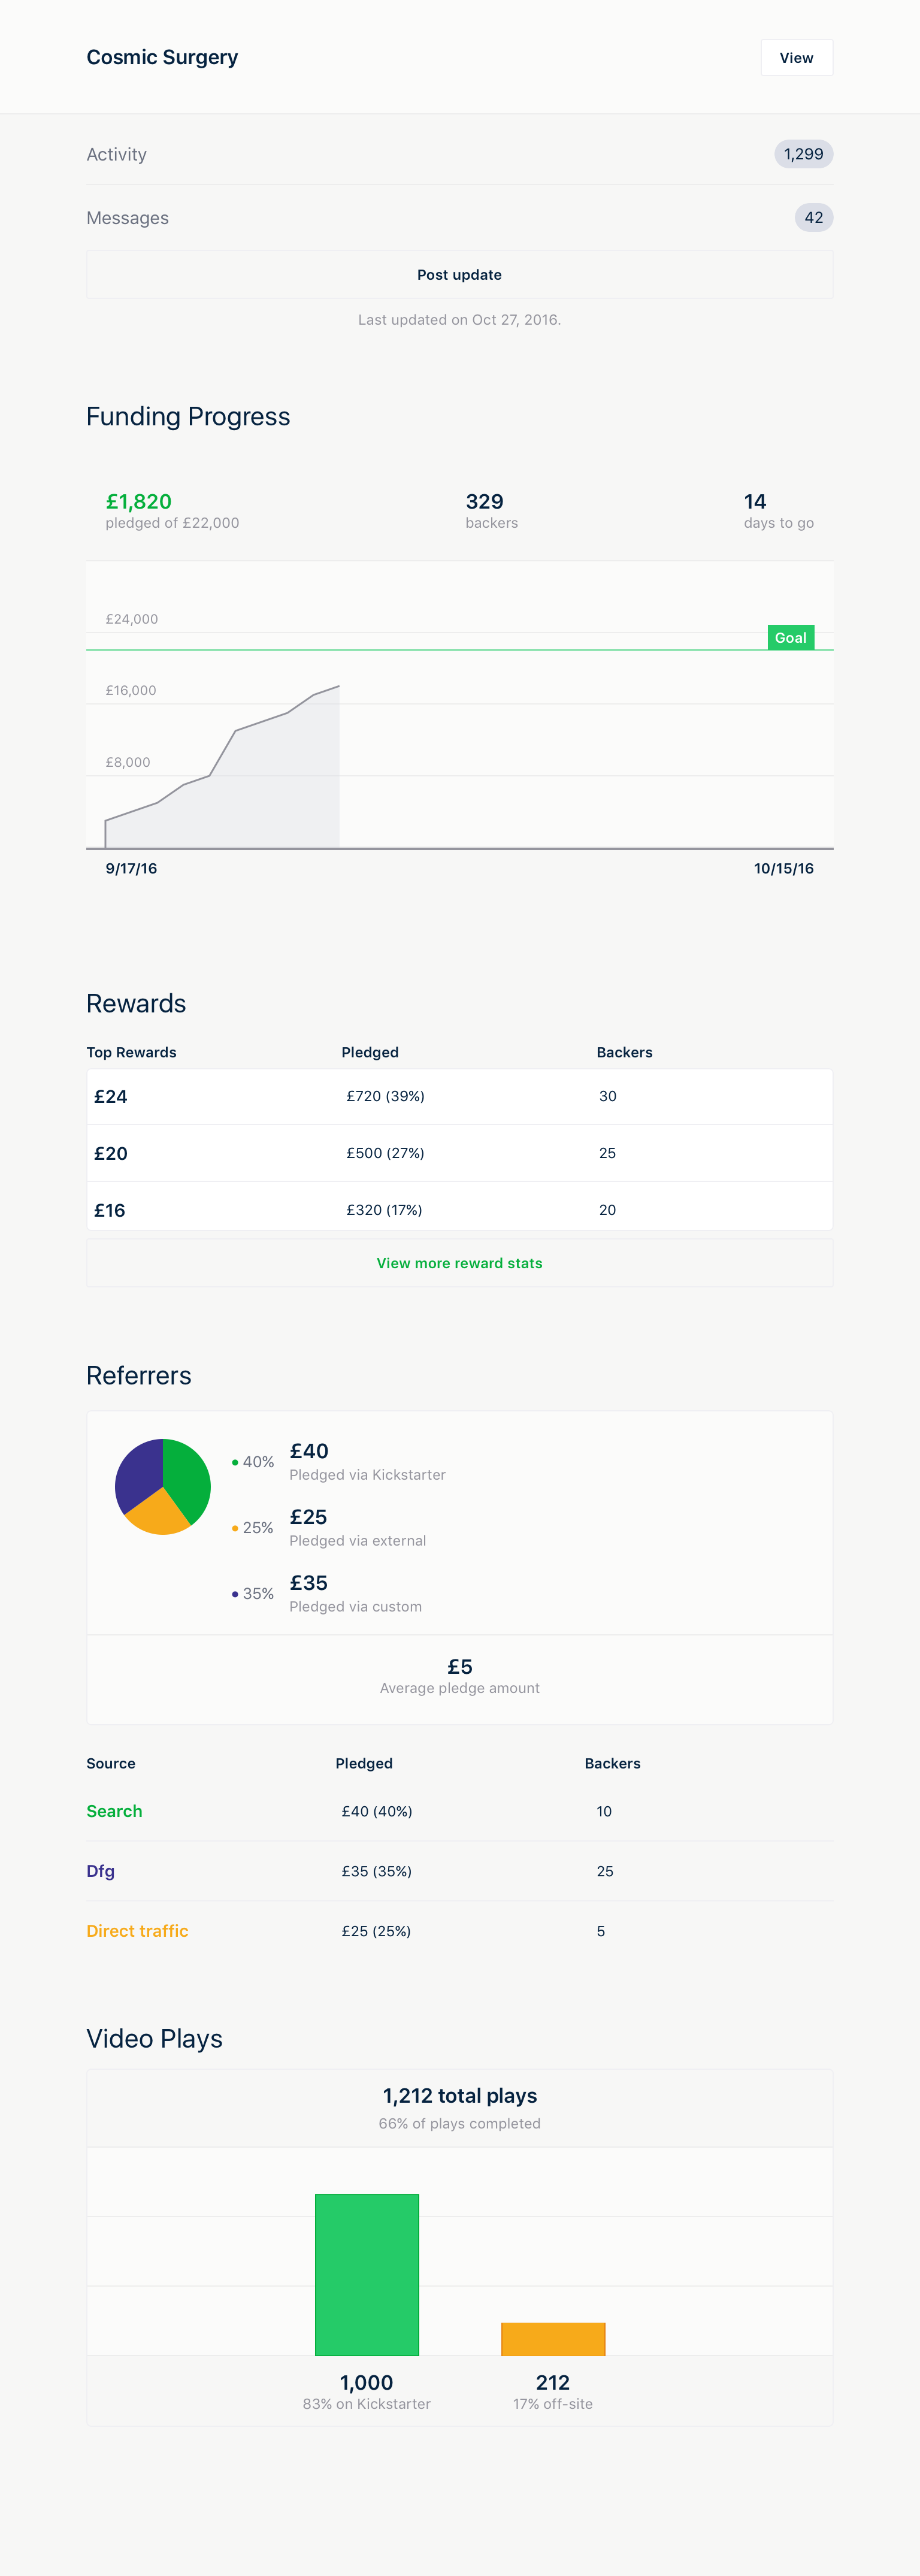 Cosmic Surgery
View
Activity
1,299
Messages
42
Post update
Last updated on Oct 27, 2016.
Funding Progress
£1,820
pledged of £22,000
329
backers
14
days to go
£24,000
Goal
£16,000
£8,000
9/17/16
10/15/16
Rewards
Top Rewards Pledged Backers
£24 £720 (39%) 30
£20 £500 (27%) 25
£16 £320 (17%) 20
View more reward stats
Referrers
40%
£40
Pledged via Kickstarter
25%
£25
Pledged via external
35%
£35
Pledged via custom
£5
Average pledge amount
Source Pledged Backers
Search £40 (40%) 10
Dfg £35 (35%) 25
Direct traffic £25 (25%) 5
Video Plays
1,212 total plays
66% of plays completed
1,000
83% on Kickstarter
212
17% off-site